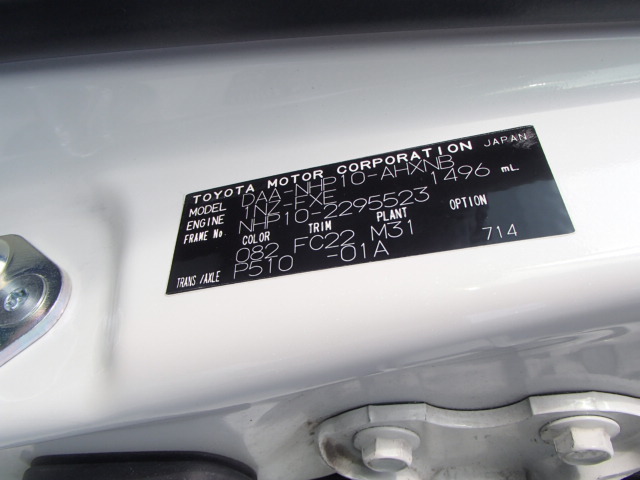 TOYOTA MOTOR CORPORATION JAPAN
MODEL DAA-NHP10-AHXNB
ENGINE 1NZ-FXE 1496 mL
FRAME No. NHP10-2295523
COLOR TRIM PLANT OPTION
082 FC22 M31 714
TRANS/AXLE P510 -01A